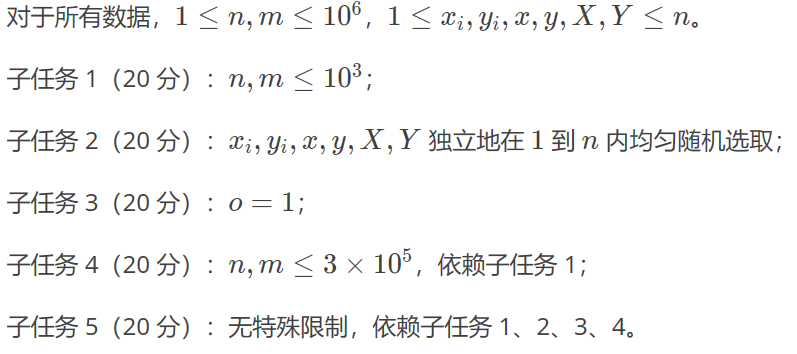 对于所有数据，1 ≤ n, m ≤ 10^6，1 ≤ x_i, y_i, x, y, X, Y ≤ n。
子任务 1（20 分）：n, m ≤ 10^3；
子任务 2（20 分）：x_i, y_i, x, y, X, Y 独立地在 1 到 n 内均匀随机选取；
子任务 3（20 分）：o = 1；
子任务 4（20 分）：n, m ≤ 3 × 10^5，依赖子任务 1；
子任务 5（20 分）：无特殊限制，依赖子任务 1、2、3、4。